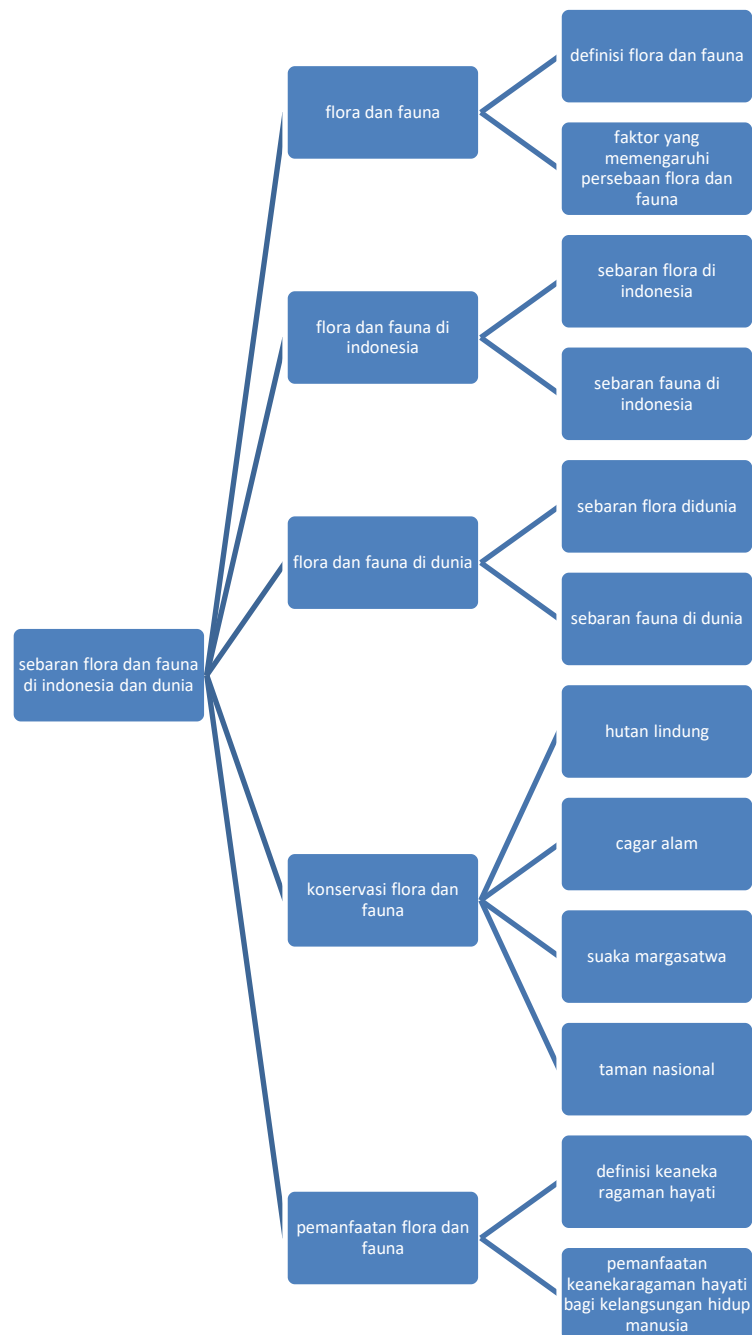 definisi flora dan fauna
flora dan fauna
faktor yang
memengaruhi
persebaan flora dan
fauna
sebaran flora di
indonesia
flora dan fauna di
indonesia
sebaran fauna di
indonesia
sebaran flora didunia
flora dan fauna di dunia
sebaran fauna di dunia
sebaran flora dan fauna
di indonesia dan dunia
hutan lindung
cagar alam
konservasi flora dan
fauna
suaka margasatwa
taman nasional
definisi keaneka
ragaman hayati
pemanfaatan flora dan
fauna
pemanfaatan
keanekaragaman hayati
bagi kelangsungan hidup
manusia